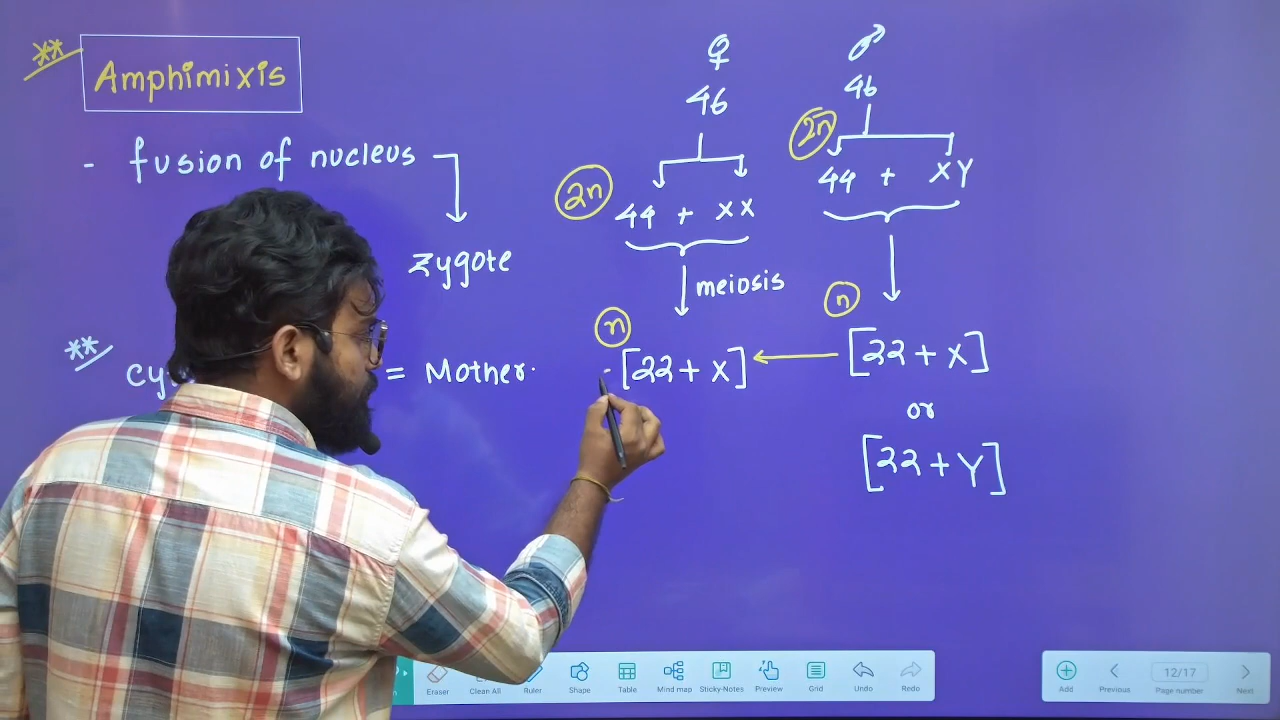 ** Amphimixis
- fusion of nucleus
zygote
** = Mother.
♀
46
2n
44 + XX
meiosis
n
[22 + X]
♂
46
2n
44 + XY
n
[22 + X]
or
[22 + Y]
Eraser Clean All Ruler Shape Table Mind map Sticky-Notes Preview Grid Undo Redo
12/17
Add Previous Page number Next